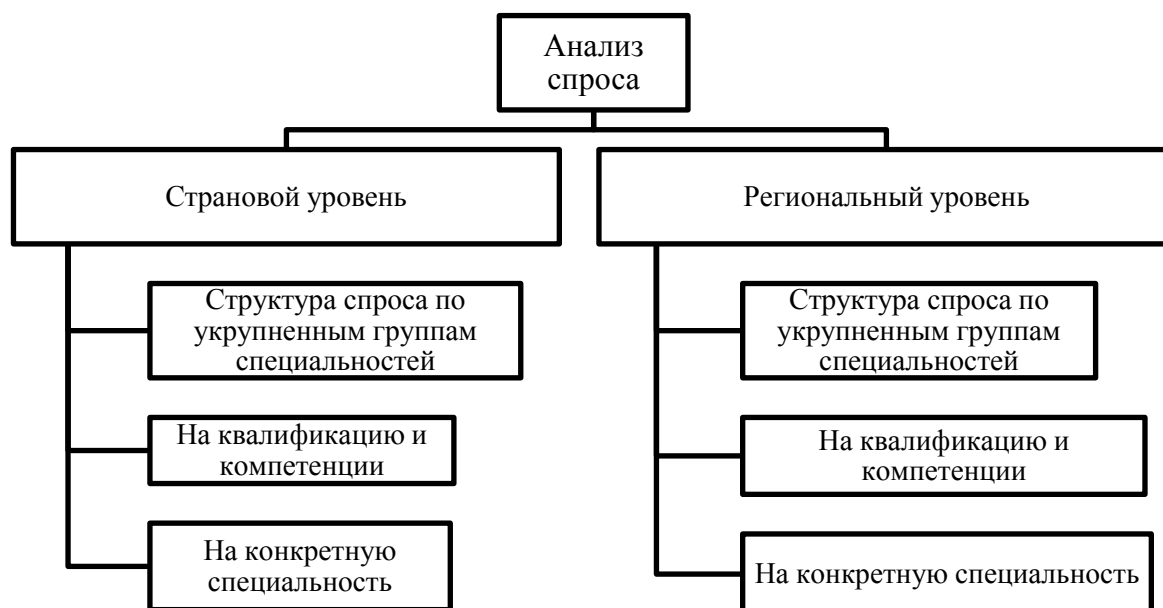 Анализ
спроса
Страновой уровень
Региональный уровень
Структура спроса по
укрупненным группам
специальностей
Структура спроса по
укрупненным группам
специальностей
На квалификацию и
компетенции
На квалификацию и
компетенции
На конкретную
специальность
На конкретную специальность